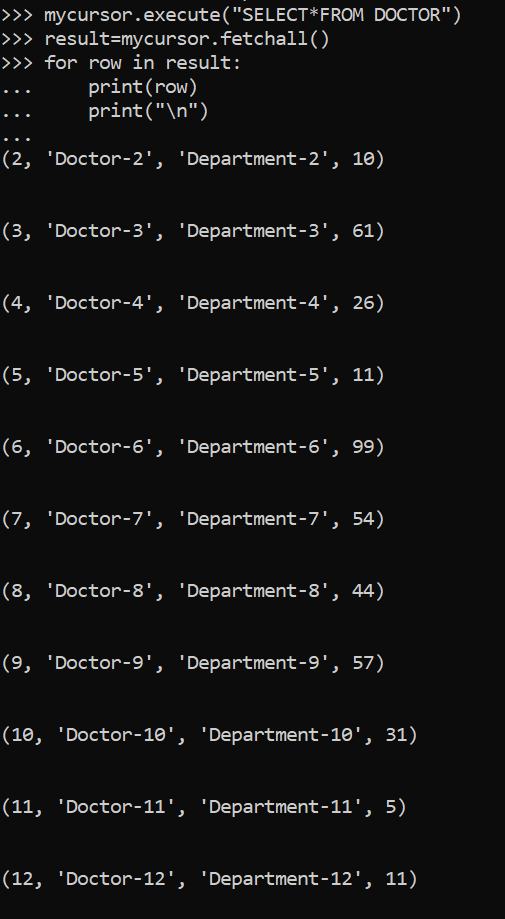 >>> mycursor.execute("SELECT*FROM DOCTOR")
>>> result=mycursor.fetchall()
>>> for row in result:
...     print(row)
...     print("\n")
...
(2, 'Doctor-2', 'Department-2', 10)
(3, 'Doctor-3', 'Department-3', 61)
(4, 'Doctor-4', 'Department-4', 26)
(5, 'Doctor-5', 'Department-5', 11)
(6, 'Doctor-6', 'Department-6', 99)
(7, 'Doctor-7', 'Department-7', 54)
(8, 'Doctor-8', 'Department-8', 44)
(9, 'Doctor-9', 'Department-9', 57)
(10, 'Doctor-10', 'Department-10', 31)
(11, 'Doctor-11', 'Department-11', 5)
(12, 'Doctor-12', 'Department-12', 11)